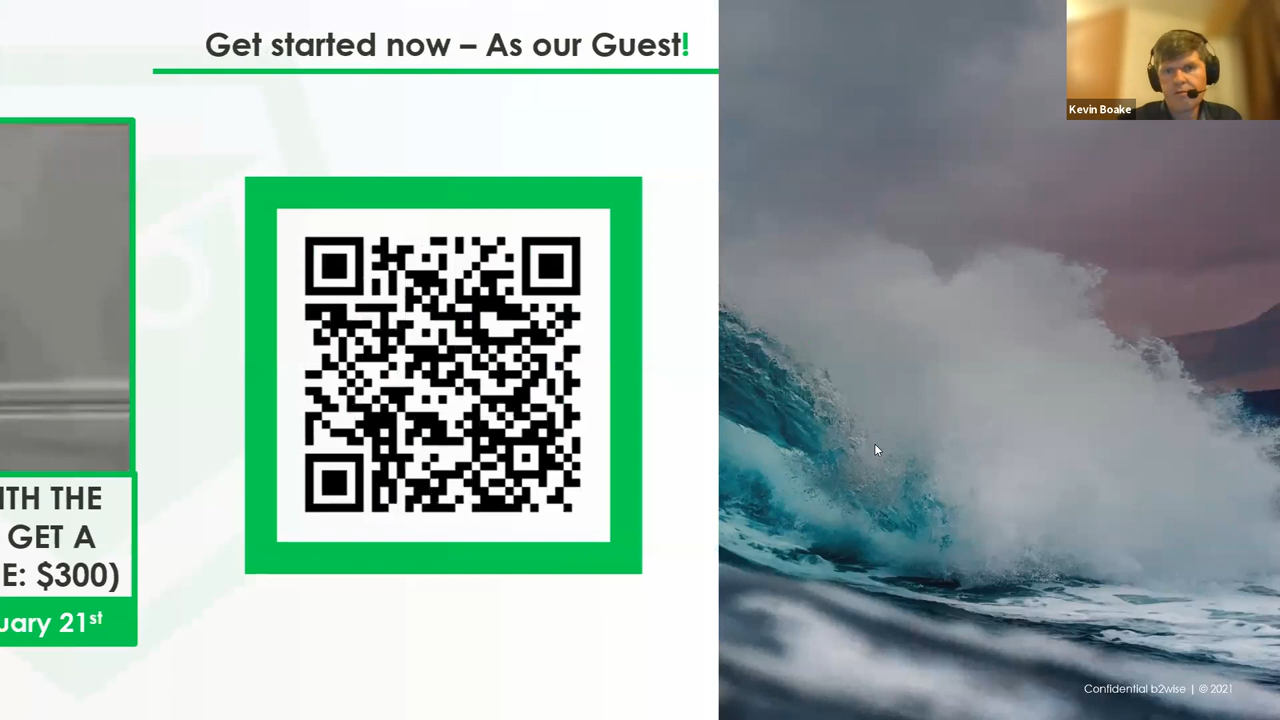 Get started now – As our Guest!
Kevin Boake
ITH THE
GET A
E: $300)
uary 21st
Confidential b2wise | © 2021